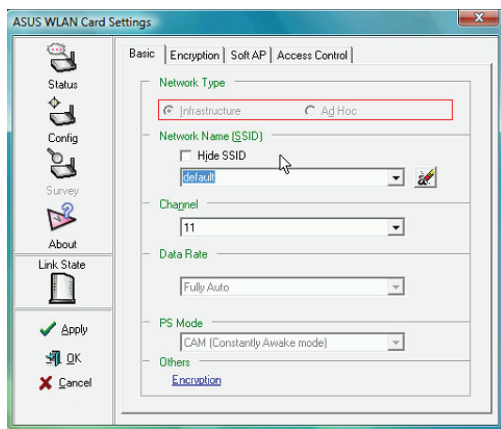 ASUS WLAN Card Settings
Status
Config
Survey
About
Link State
Apply
OK
Cancel
Basic
Encryption
Soft AP
Access Control
Network Type
Infrastructure
Ad Hoc
Network Name (SSID)
Hide SSID
default
Channel
11
Data Rate
Fully Auto
PS Mode
CAM (Constantly Awake mode)
Others
Encryption